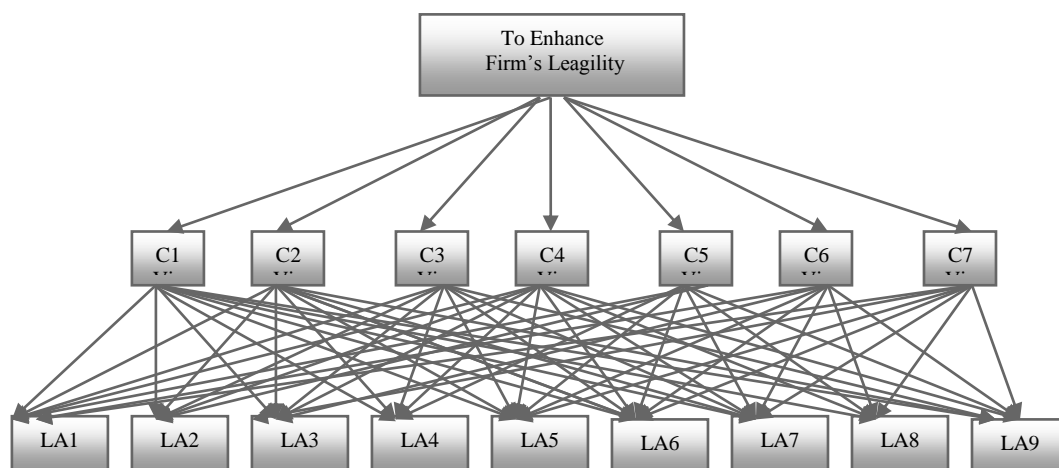 To Enhance
Firm's Leagility
C1
C2
C3
C4
C5
C6
C7
LA1
LA2
LA3
LA4
LA5
LA6
LA7
LA8
LA9